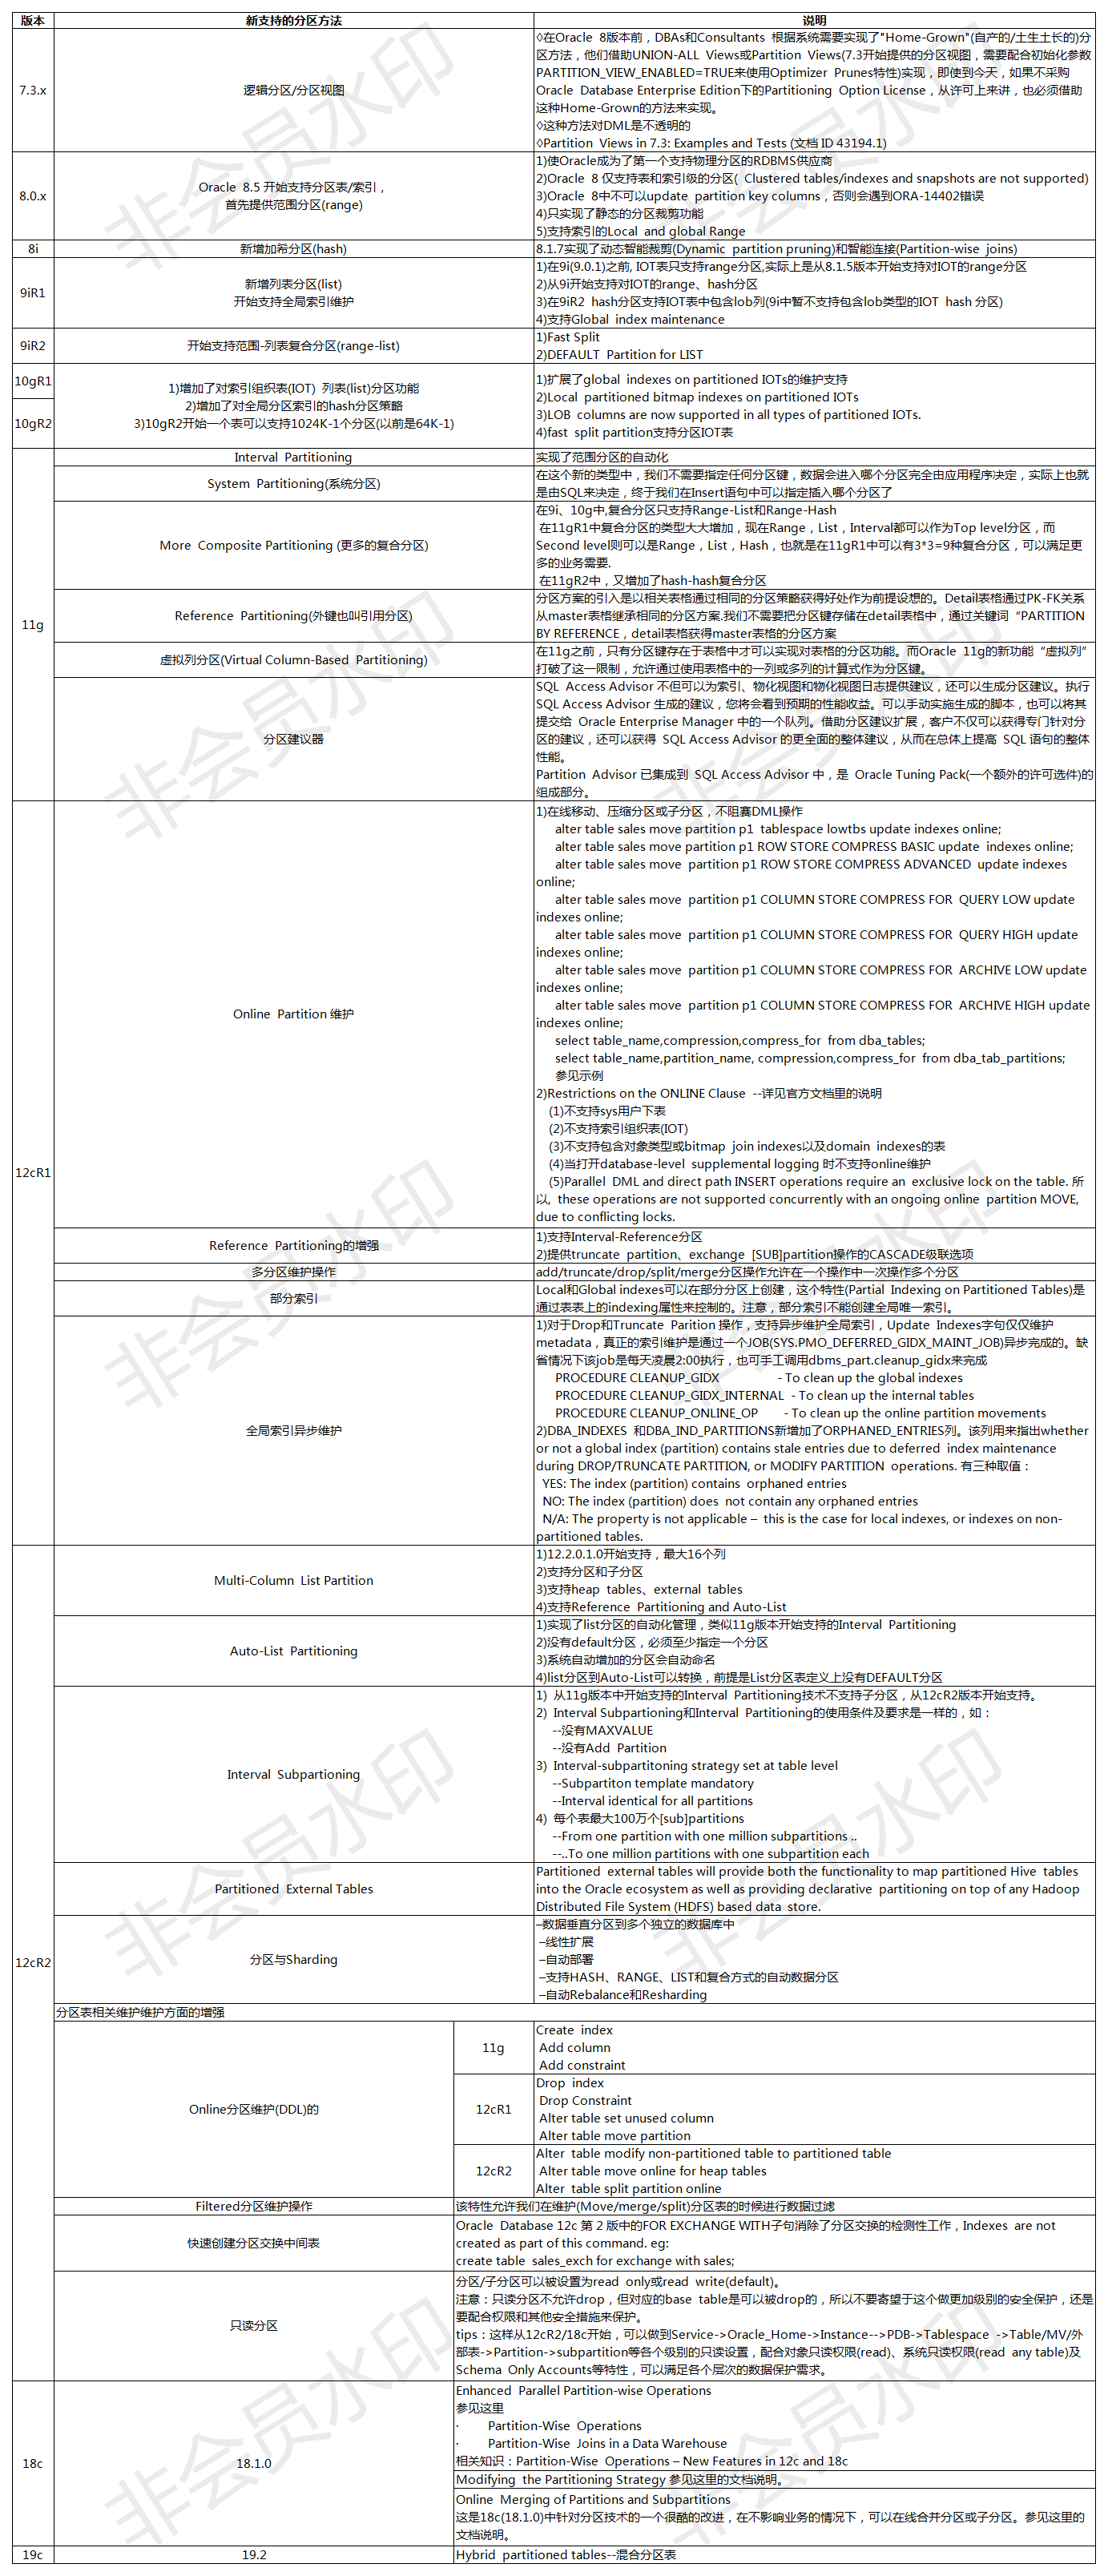 版本 新支持的分区方法 说明
7.3.x
逻辑分区/分区视图
◊在Oracle 8版本前，DBAs和Consultants 根据系统需要实现了"Home-Grown"(自产的/土生土长的)分
区方法，他们借助UNION-ALL Views或Partition Views(7.3开始提供的分区视图，需要配合初始化参数
PARTITION_VIEW_ENABLED=TRUE来使用Optimizer Prunes特性)实现，即使到今天，如果不采购
Oracle Database Enterprise Edition下的Partitioning Option License，从许可上来讲，也必须借助
这种Home-Grown的方法来实现。
◊这种方法对DML是不透明的
◊Partition Views in 7.3: Examples and Tests (文档 ID 43194.1)
8.0.x
Oracle 8.5 开始支持分区表/索引，
首先提供范围分区(range)
1)使Oracle成为了第一个支持物理分区的RDBMS供应商
2)Oracle 8 仅支持表和索引级的分区( Clustered tables/indexes and snapshots are not supported)
3)Oracle 8中不可以update partition key columns，否则会遇到ORA-14402错误
4)只实现了静态的分区裁剪功能
5)支持索引的Local and global Range
8i
新增加希分区(hash)
8.1.7实现了动态智能裁剪(Dynamic partition pruning)和智能连接(Partition-wise joins)
9iR1
新增列表分区(list)
开始支持全局索引维护
1)在9i(9.0.1)之前, IOT表只支持range分区,实际上是从8.1.5版本开始支持对IOT的range分区
2)从9i开始支持对IOT的range、hash分区
3)在9iR2 hash分区支持IOT表中包含lob列(9i中暂不支持包含lob类型的IOT hash 分区)
4)支持Global index maintenance
9iR2
开始支持范围-列表复合分区(range-list)
1)Fast Split
2)DEFAULT Partition for LIST
10gR1
10gR2
1)增加了对索引组织表(IOT) 列表(list)分区功能
2)增加了对全局分区索引的hash分区策略
3)10gR2开始一个表可以支持1024K-1个分区(以前是64K-1)
1)扩展了global indexes on partitioned IOTs的维护支持
2)Local partitioned bitmap indexes on partitioned IOTs
3)LOB columns are now supported in all types of partitioned IOTs.
4)fast split partition支持分区IOT表
11g
Interval Partitioning
实现了范围分区的自动化
System Partitioning(系统分区)
在这个新的类型中，我们不需要指定任何分区键，数据会进入哪个分区完全由应用程序决定，实际上也就
是由SQL来决定，终于我们在Insert语句中可以指定插入哪个分区了
More Composite Partitioning (更多的复合分区)
在9i、10g中,复合分区只支持Range-List和Range-Hash
在11gR1中复合分区的类型大大增加，现在Range，List，Interval都可以作为Top level分区，而
Second level则可以是Range，List，Hash，也就是在11gR1中可以有3*3=9种复合分区，可以满足更
多的业务需要.
在11gR2中，又增加了hash-hash复合分区
Reference Partitioning(外键也叫引用分区)
分区方案的引入是以相关表格通过相同的分区策略获得好处作为前提设想的。Detail表格通过PK-FK关系
从master表格继承相同的分区方案.我们不需要把分区键存储在detail表格中，通过关键词“PARTITION
BY REFERENCE，detail表格获得master表格的分区方案
虚拟列分区(Virtual Column-Based Partitioning)
在11g之前，只有分区键存在于表格中才可以实现对表格的分区功能。而Oracle 11g的新功能“虚拟列”
打破了这一限制，允许通过使用表格中的一列或多列的计算式作为分区键。
分区建议器
SQL Access Advisor 不但可以为索引、物化视图和物化视图日志提供建议，还可以生成分区建议。执行
SQL Access Advisor 生成的建议，您将会看到预期的性能收益。可以手动实施生成的脚本，也可以将其
提交给 Oracle Enterprise Manager 中的一个队列。借助分区建议扩展，客户不仅可以获得专门针对分
区的建议，还可以获得 SQL Access Advisor 的更全面的整体建议，从而在总体上提高 SQL 语句的整体
性能。
Partition Advisor 已集成到 SQL Access Advisor 中，是 Oracle Tuning Pack(一个额外的许可选件)的
组成部分。
12cR1
Online Partition 维护
1)在线移动、压缩分区或子分区，不阻塞DML操作
alter table sales move partition p1 tablespace lowtbs update indexes online;
alter table sales move partition p1 ROW STORE COMPRESS BASIC update indexes online;
alter table sales move partition p1 ROW STORE COMPRESS ADVANCED update indexes
online;
alter table sales move partition p1 COLUMN STORE COMPRESS FOR QUERY LOW update
indexes online;
alter table sales move partition p1 COLUMN STORE COMPRESS FOR QUERY HIGH update
indexes online;
alter table sales move partition p1 COLUMN STORE COMPRESS FOR ARCHIVE LOW update
indexes online;
alter table sales move partition p1 COLUMN STORE COMPRESS FOR ARCHIVE HIGH update
indexes online;
select table_name,compression,compress_for from dba_tables;
select table_name,partition_name, compression,compress_for from dba_tab_partitions;
参见示例
2)Restrictions on the ONLINE Clause --详见官方文档里的说明
(1)不支持sys用户下表
(2)不支持索引组织表(IOT)
(3)不支持包含对象类型或bitmap join indexes以及domain indexes的表
(4)当打开database-level supplemental logging 时不支持online维护
(5)Parallel DML and direct path INSERT operations require an exclusive lock on the table. 所
以, these operations are not supported concurrently with an ongoing online partition MOVE,
due to conflicting locks.
Reference Partitioning的增强
1)支持Interval-Reference分区
2)提供truncate partition、exchange [SUB]partition操作的CASCADE级联选项
多分区维护操作
add/truncate/drop/split/merge分区操作允许在一个操作中一次操作多个分区
部分索引
Local和Global indexes可以在部分分区上创建，这个特性(Partial Indexing on Partitioned Tables)是
通过表表上的indexing属性来控制的。注意，部分索引不能创建全局唯一索引。
全局索引异步维护
1)对于Drop和Truncate Parition 操作，支持异步维护全局索引，Update Indexes字句仅仅维护
metadata，真正的索引维护是通过一个JOB(SYS.PMO_DEFERRED_GIDX_MAINT_JOB)异步完成的。缺
省情况下该job是每天凌晨2:00执行，也可手工调用dbms_part.cleanup_gidx来完成
PROCEDURE CLEANUP_GIDX - To clean up the global indexes
PROCEDURE CLEANUP_GIDX_INTERNAL - To clean up the internal tables
PROCEDURE CLEANUP_ONLINE_OP - To clean up the online partition movements
2)DBA_INDEXES 和DBA_IND_PARTITIONS新增加了ORPHANED_ENTRIES列。该列用来指出whether
or not a global index (partition) contains stale entries due to deferred index maintenance
during DROP/TRUNCATE PARTITION, or MODIFY PARTITION operations. 有三种取值：
YES: The index (partition) contains orphaned entries
NO: The index (partition) does not contain any orphaned entries
N/A: The property is not applicable – this is the case for local indexes, or indexes on non-
partitioned tables.
12cR2
Multi-Column List Partition
1)12.2.0.1.0开始支持，最大16个列
2)支持分区和子分区
3)支持heap tables、external tables
4)支持Reference Partitioning and Auto-List
Auto-List Partitioning
1)实现了list分区的自动化管理，类似11g版本开始支持的Interval Partitioning
2)没有default分区，必须至少指定一个分区
3)系统自动增加的分区会自动命名
4)list分区到Auto-List可以转换，前提是List分区表定义上没有DEFAULT分区
Interval Subpartioning
1) 从11g版本中开始支持的Interval Partitioning技术不支持子分区，从12cR2版本开始支持。
2) Interval Subpartioning和Interval Partitioning的使用条件及要求是一样的，如：
--没有MAXVALUE
--没有Add Partition
3) Interval-subpartitoning strategy set at table level
--Subpartiton template mandatory
--Interval identical for all partitions
4) 每个表最大100万个[sub]partitions
--From one partition with one million subpartitions ..
--..To one million partitions with one subpartition each
Partitioned External Tables
Partitioned external tables will provide both the functionality to map partitioned Hive tables
into the Oracle ecosystem as well as providing declarative partitioning on top of any Hadoop
Distributed File System (HDFS) based data store.
分区与Sharding
–数据垂直分区到多个独立的数据库中
–线性扩展
–自动部署
–支持HASH、RANGE、LIST和复合方式的自动数据分区
–自动Rebalance和Resharding
分区表相关维护维护方面的增强
Online分区维护(DDL)的
11g
Create index
Add column
Add constraint
12cR1
Drop index
Drop Constraint
Alter table set unused column
Alter table move partition
12cR2
Alter table modify non-partitioned table to partitioned table
Alter table move online for heap tables
Alter table split partition online
Filtered分区维护操作
该特性允许我们在维护(Move/merge/split)分区表的时候进行数据过滤
快速创建分区交换中间表
Oracle Database 12c 第 2 版中的FOR EXCHANGE WITH子句消除了分区交换的检测性工作，Indexes are not
created as part of this command. eg:
create table sales_exch for exchange with sales;
只读分区
分区/子分区可以被设置为read only或read write(default)。
注意：只读分区不允许drop，但对应的base table是可以被drop的，所以不要寄望于这个做更加级别的安全保护，还是
要配合权限和其他安全措施来保护。
tips：这样从12cR2/18c开始，可以做到Service->Oracle_Home->Instance-->PDB->Tablespace ->Table/MV/外
部表->Partition->subpartition等各个级别的只读设置，配合对象只读权限(read)、系统只读权限(read any table)及
Schema Only Accounts等特性，可以满足各个层次的数据保护需求。
18c
18.1.0
Enhanced Parallel Partition-wise Operations
参见这里
· Partition-Wise Operations
· Partition-Wise Joins in a Data Warehouse
相关知识：Partition-Wise Operations – New Features in 12c and 18c
Modifying the Partitioning Strategy 参见这里的文档说明。
Online Merging of Partitions and Subpartitions
这是18c(18.1.0)中针对分区技术的一个很酷的改进，在不影响业务的情况下，可以在线合并分区或子分区。参见这里的
文档说明。
19c
19.2
Hybrid partitioned tables--混合分区表
非会员水印
非会员水印
非会员水印
非会员水印
非会员水印
非会员水印
非会员水印
非会员水印
非会员水印
非会员水印